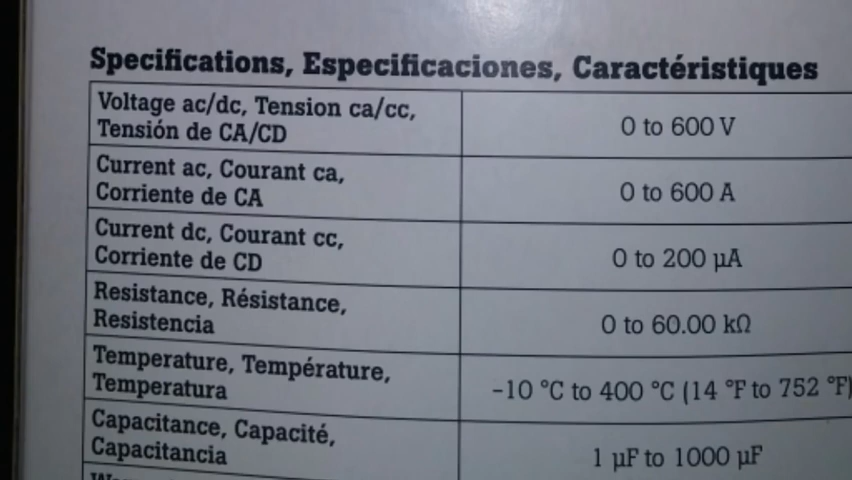 Specifications, Especificaciones, Caractéristiques
Voltage ac/dc, Tension ca/cc,
Tensión de CA/CD
0 to 600 V
Current ac, Courant ca,
Corriente de CA
0 to 600 A
Current dc, Courant cc,
Corriente de CD
0 to 200 µA
Resistance, Résistance,
Resistencia
0 to 60.00 kΩ
Temperature, Température,
Temperatura
-10 °C to 400 °C (14 °F to 752 °F)
Capacitance, Capacité,
Capacitancia
1 µF to 1000 µF